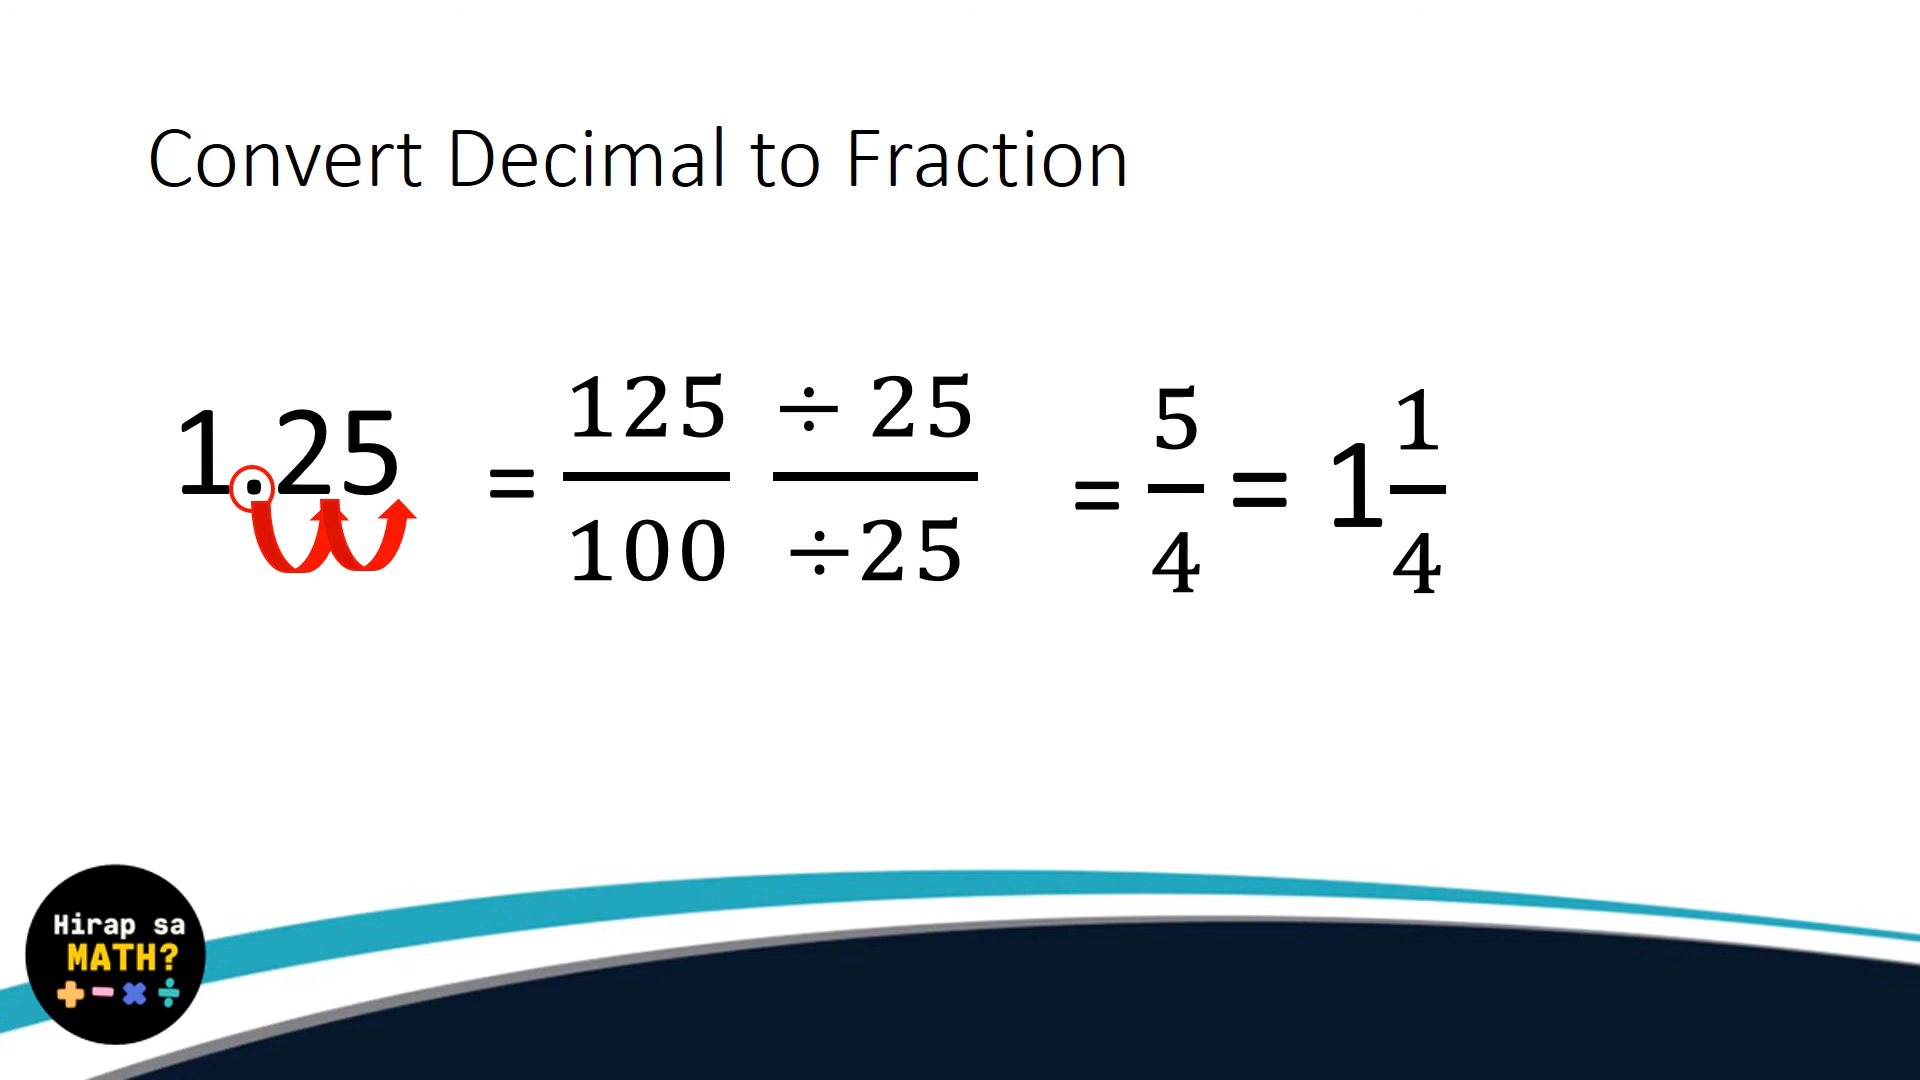 Convert Decimal to Fraction
1.25 = 125/100 ÷ 25/÷25 = 5/4 = 1 1/4
Hirap sa
MATH?
+ - × ÷